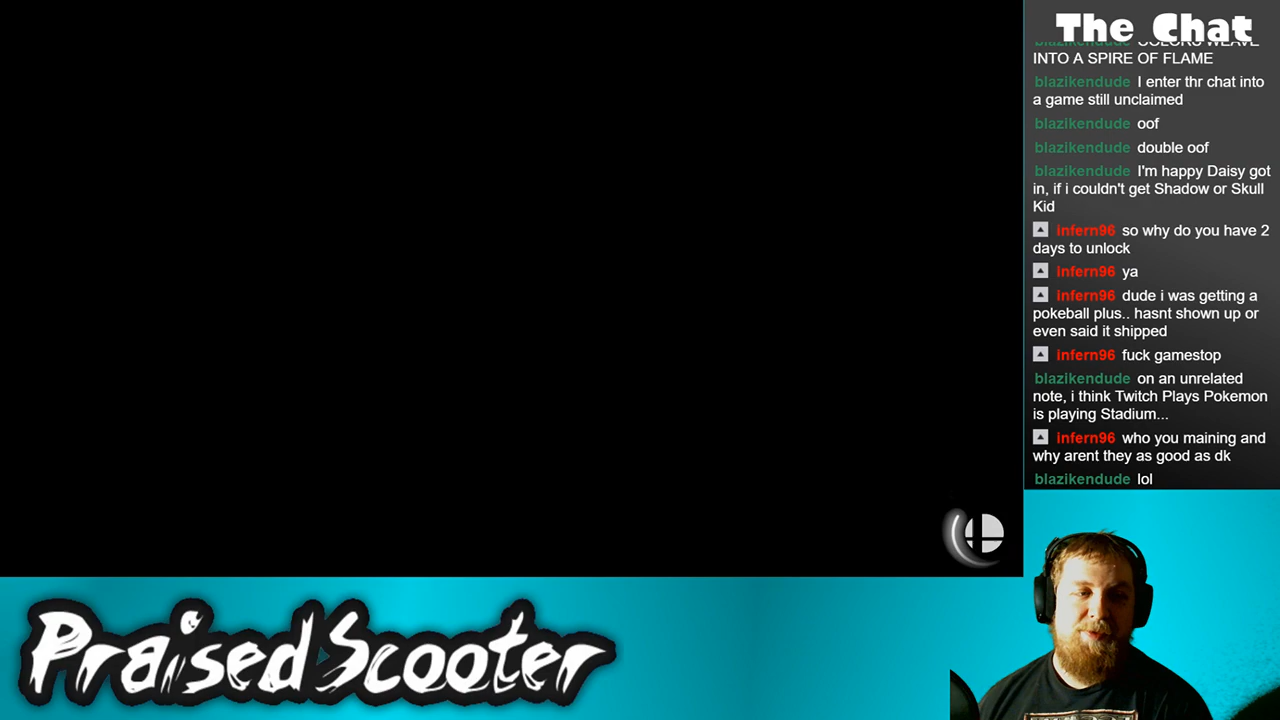 The Chat
blazikendude COLORS WEAVE
INTO A SPIRE OF FLAME
blazikendude I enter thr chat into
a game still unclaimed
blazikendude oof
blazikendude double oof
blazikendude I'm happy Daisy got
in, if i couldn't get Shadow or Skull
Kid
infern96 so why do you have 2
days to unlock
infern96 ya
infern96 dude i was getting a
pokeball plus.. hasnt shown up or
even said it shipped
infern96 fuck gamestop
blazikendude on an unrelated
note, i think Twitch Plays Pokemon
is playing Stadium...
infern96 who you maining and
why arent they as good as dk
blazikendude lol
PraisedScooter